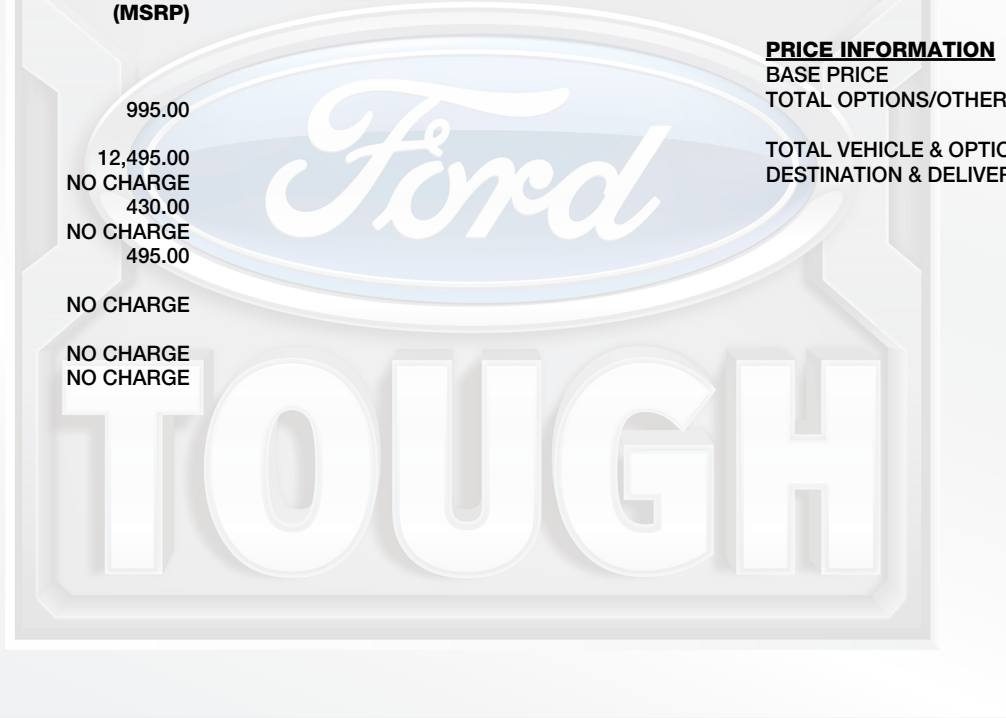 (MSRP)
995.00
12,495.00
NO CHARGE
430.00
NO CHARGE
495.00
NO CHARGE
NO CHARGE
NO CHARGE
PRICE INFORMATION
BASE PRICE
TOTAL OPTIONS/OTHER
TOTAL VEHICLE & OPTIO
DESTINATION & DELIVER
Ford
TOUGH